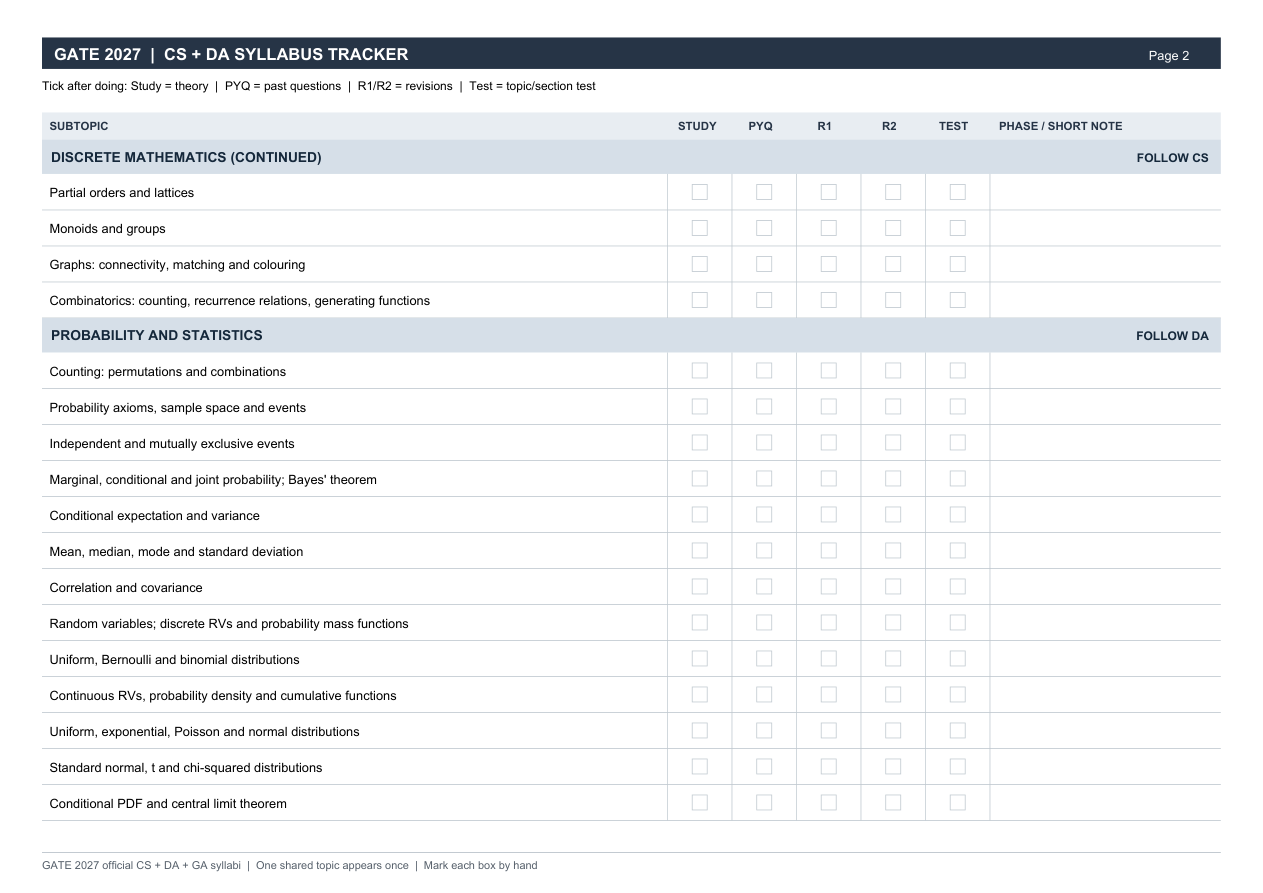 GATE 2027 | CS + DA SYLLABUS TRACKER Page 2
Tick after doing: Study = theory | PYQ = past questions | R1/R2 = revisions | Test = topic/section test
SUBTOPIC STUDY PYQ R1 R2 TEST PHASE / SHORT NOTE
DISCRETE MATHEMATICS (CONTINUED) FOLLOW CS
Partial orders and lattices
Monoids and groups
Graphs: connectivity, matching and colouring
Combinatorics: counting, recurrence relations, generating functions
PROBABILITY AND STATISTICS FOLLOW DA
Counting: permutations and combinations
Probability axioms, sample space and events
Independent and mutually exclusive events
Marginal, conditional and joint probability; Bayes' theorem
Conditional expectation and variance
Mean, median, mode and standard deviation
Correlation and covariance
Random variables; discrete RVs and probability mass functions
Uniform, Bernoulli and binomial distributions
Continuous RVs, probability density and cumulative functions
Uniform, exponential, Poisson and normal distributions
Standard normal, t and chi-squared distributions
Conditional PDF and central limit theorem
GATE 2027 official CS + DA + GA syllabi | One shared topic appears once | Mark each box by hand